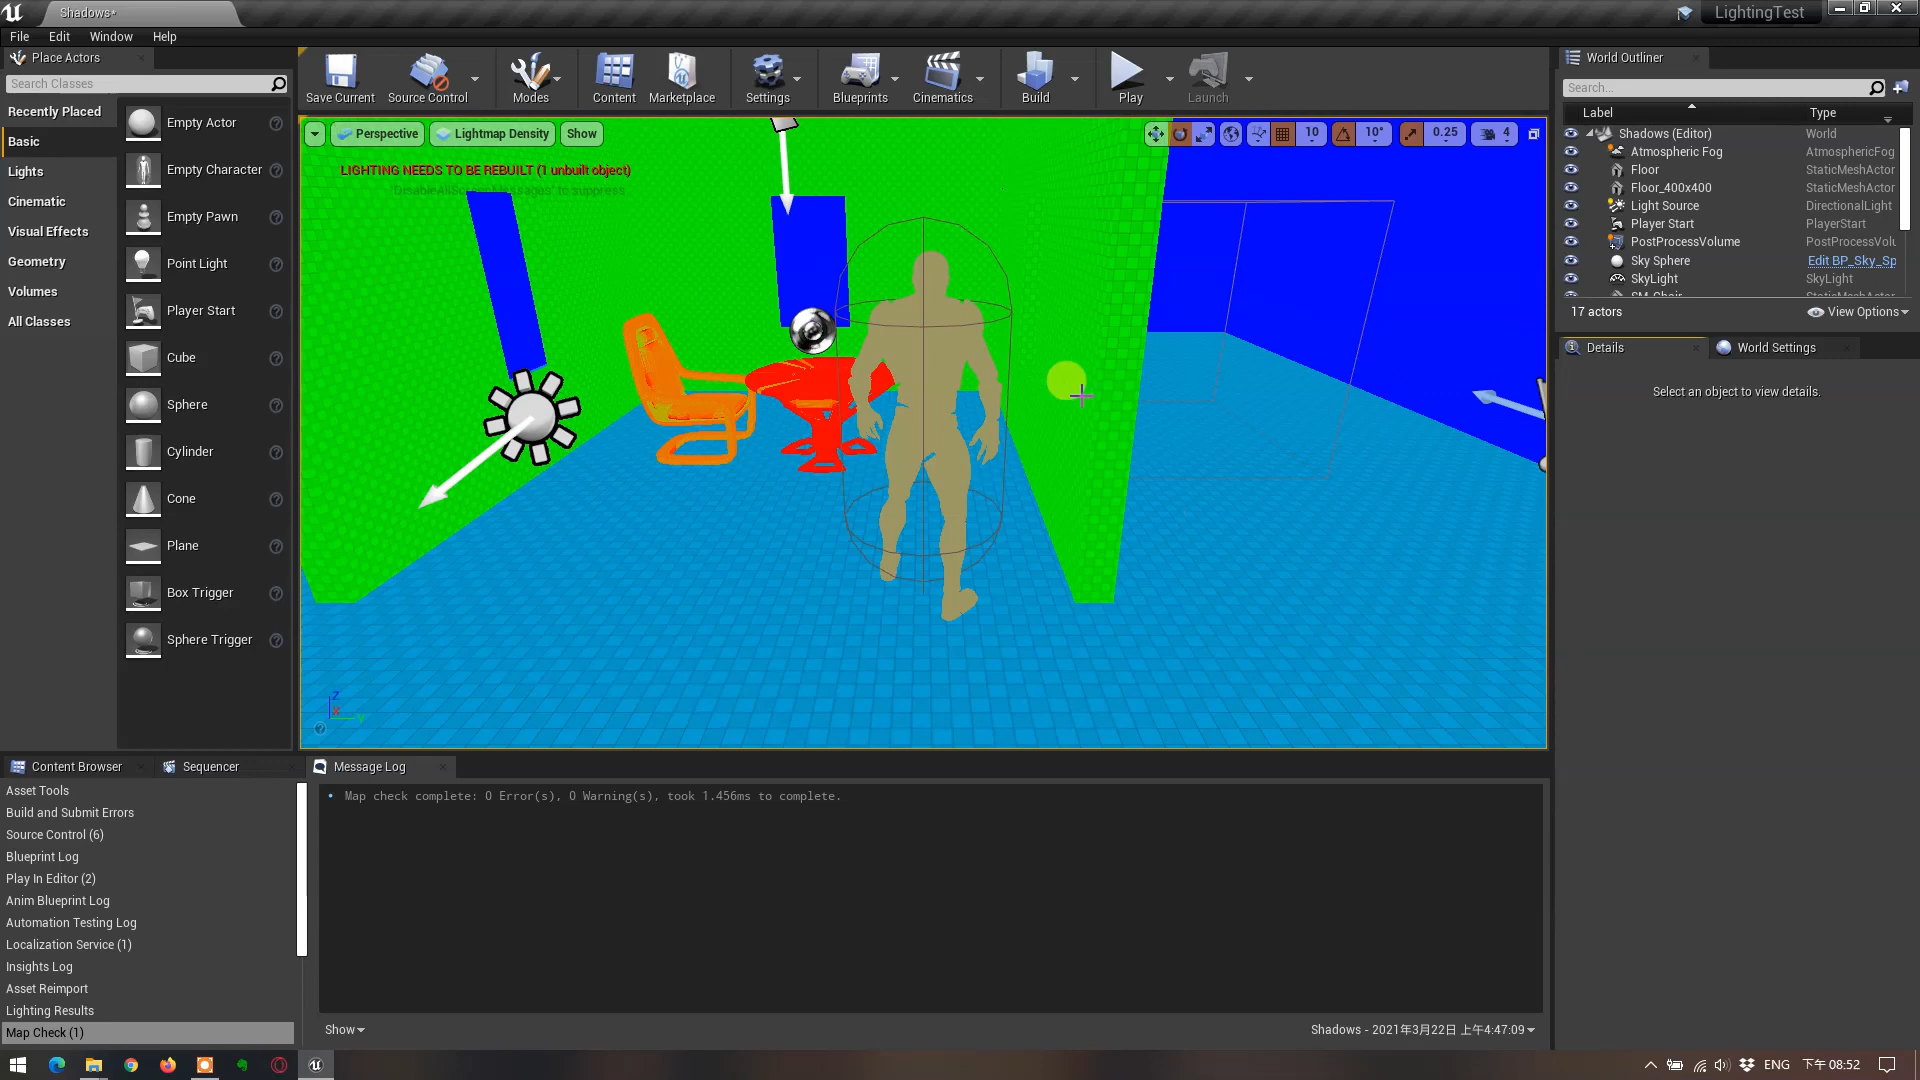 Shadows*
LightingTest
File Edit Window Help
Place Actors
Search Classes
Recently Placed
Basic
Lights
Cinematic
Visual Effects
Geometry
Volumes
All Classes
Empty Actor
Empty Character
Empty Pawn
Point Light
Player Start
Cube
Sphere
Cylinder
Cone
Plane
Box Trigger
Sphere Trigger
Save Current
Source Control
Modes
Content
Marketplace
Settings
Blueprints
Cinematics
Build
Play
Launch
Perspective
Lightmap Density
Show
10
10°
0.25
4
LIGHTING NEEDS TO BE REBUILT (1 unbuilt object)
'DisableAllScreenMessages' to suppress
Z
X
Y
World Outliner
Search...
Label Type
Shadows (Editor) World
Atmospheric Fog AtmosphericFog
Floor StaticMeshActor
Floor_400x400 StaticMeshActor
Light Source DirectionalLight
Player Start PlayerStart
PostProcessVolume PostProcessVolu
Sky Sphere Edit BP_Sky_Sp
SkyLight SkyLight
SM_Chair StaticMeshActor
17 actors
View Options
Details
World Settings
Select an object to view details.
Content Browser
Sequencer
Message Log
Asset Tools
Build and Submit Errors
Source Control (6)
Blueprint Log
Play In Editor (2)
Anim Blueprint Log
Automation Testing Log
Localization Service (1)
Insights Log
Asset Reimport
Lighting Results
Map Check (1)
Map check complete: 0 Error(s), 0 Warning(s), took 1.456ms to complete.
Show
Shadows - 2021年3月22日 上午4:47:09
ENG
下午 08:52